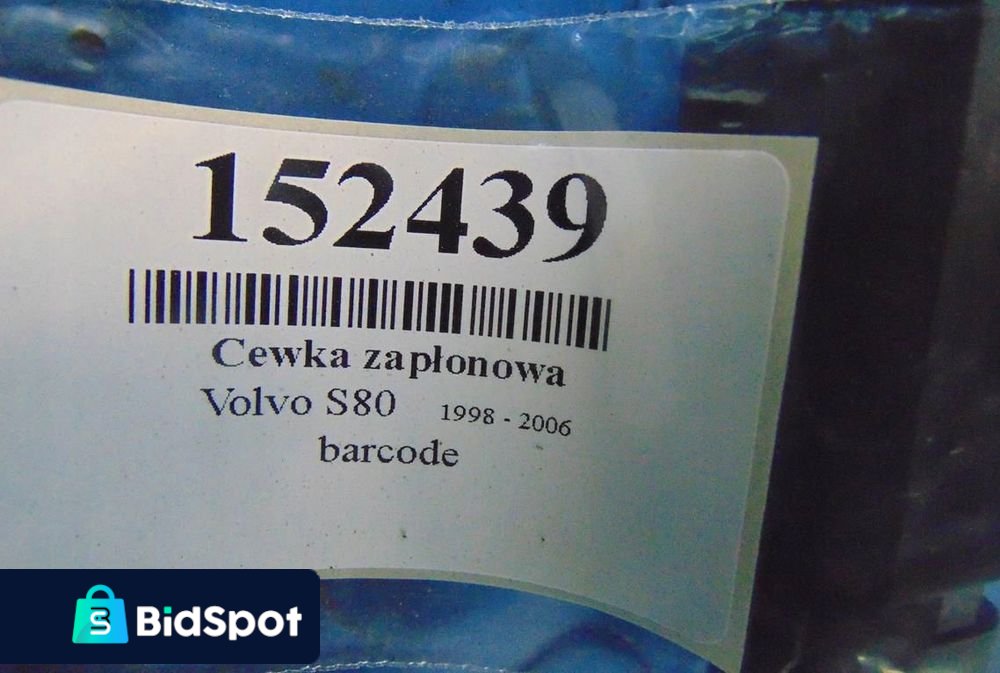 152439
Cewka zapłonowa
Volvo S80 1998 - 2006
barcode
BidSpot